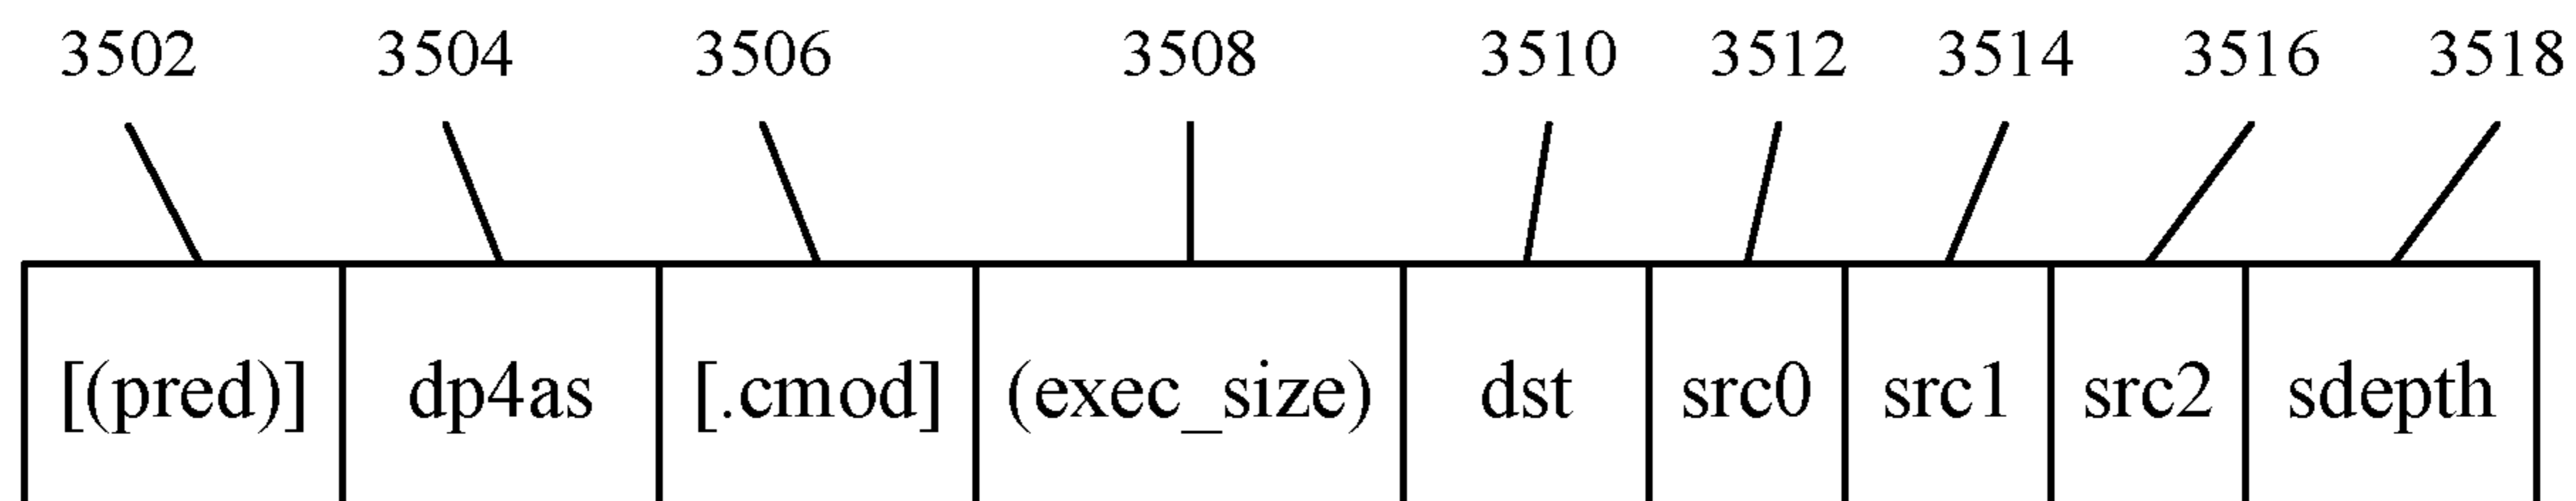 3502 3504 3506 3508 3510 3512 3514 3516 3518
[(pred)] dp4as [.cmod] (exec_size) dst src0 src1 src2 sdepth